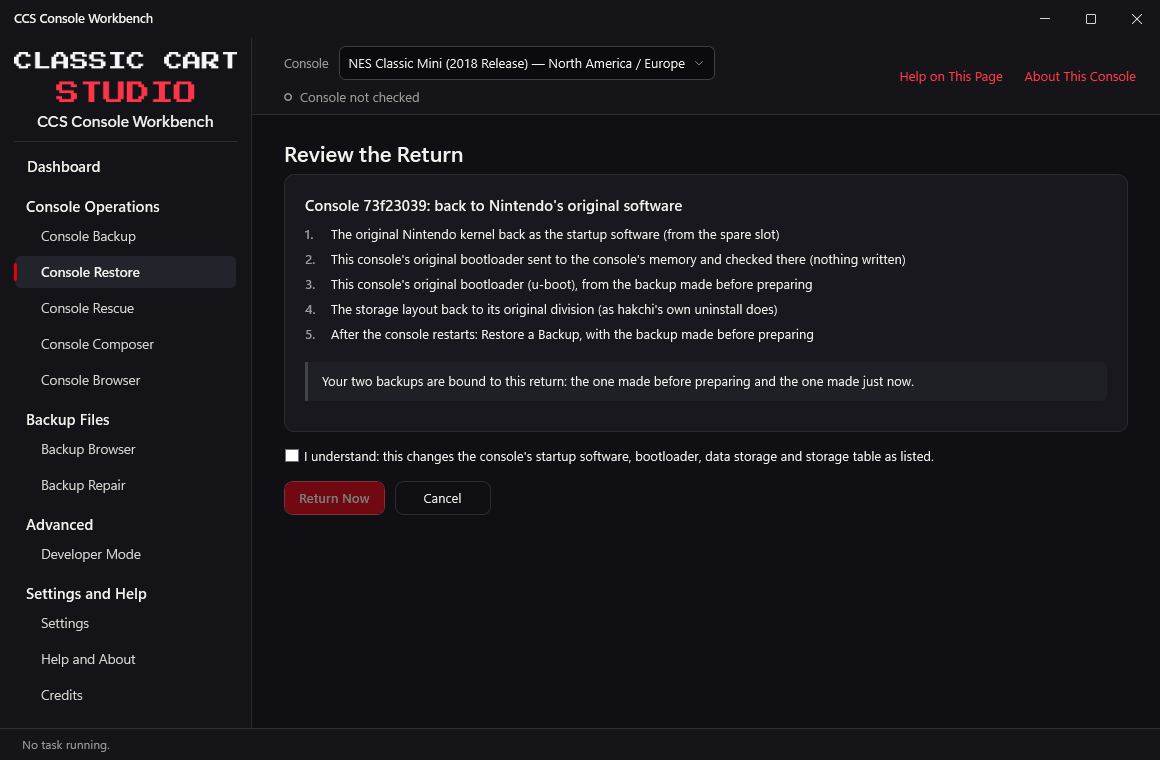 CCS Console Workbench
CLASSIC CART
STUDIO
CCS Console Workbench
Dashboard
Console Operations
Console Backup
Console Restore
Console Rescue
Console Composer
Console Browser
Backup Files
Backup Browser
Backup Repair
Advanced
Developer Mode
Settings and Help
Settings
Help and About
Credits
Console
NES Classic Mini (2018 Release) — North America / Europe
Console not checked
Help on This Page
About This Console
Review the Return
Console 73f23039: back to Nintendo's original software
1. The original Nintendo kernel back as the startup software (from the spare slot)
2. This console's original bootloader sent to the console's memory and checked there (nothing written)
3. This console's original bootloader (u-boot), from the backup made before preparing
4. The storage layout back to its original division (as hakchi's own uninstall does)
5. After the console restarts: Restore a Backup, with the backup made before preparing
Your two backups are bound to this return: the one made before preparing and the one made just now.
I understand: this changes the console's startup software, bootloader, data storage and storage table as listed.
Return Now
Cancel
No task running.